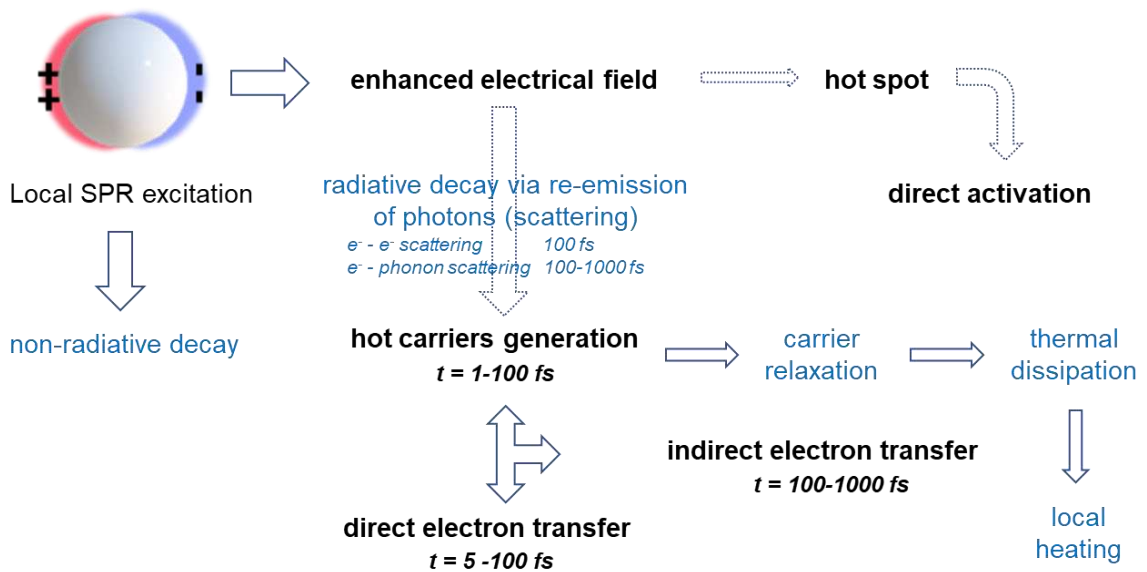 + -
+ -
enhanced electrical field
hot spot
Local SPR excitation
radiative decay via re-emission
of photons (scattering)
e⁻ - e⁻ scattering 100 fs
e⁻ - phonon scattering 100-1000 fs
direct activation
non-radiative decay
hot carriers generation
t = 1-100 fs
carrier
relaxation
thermal
dissipation
indirect electron transfer
t = 100-1000 fs
direct electron transfer
t = 5 -100 fs
local
heating